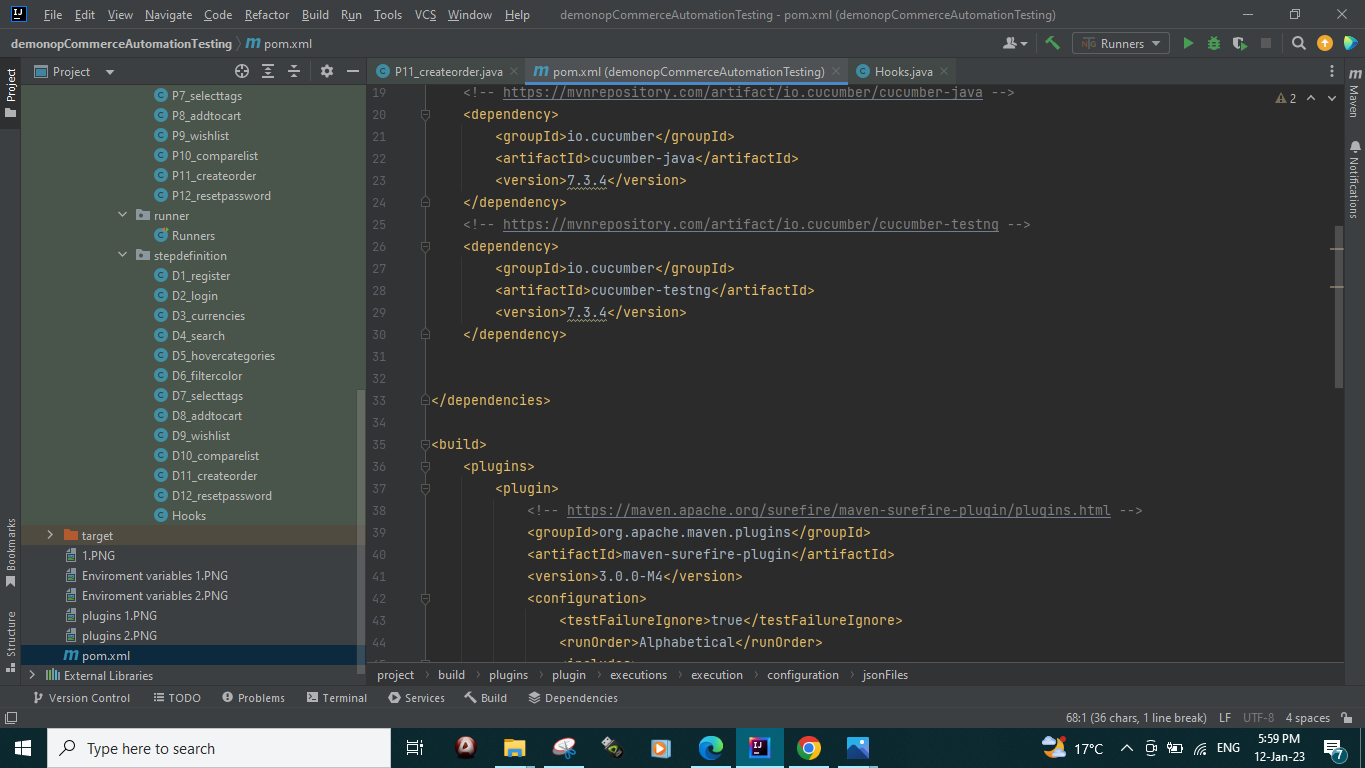 File Edit View Navigate Code Refactor Build Run Tools VCS Window Help demonopCommerceAutomationTesting - pom.xml (demonopCommerceAutomationTesting)
demonopCommerceAutomationTesting pom.xml Runners
Project
P11_createorder.java pom.xml (demonopCommerceAutomationTesting) Hooks.java
Project
Bookmarks
Structure
P7_selecttags
P8_addtocart
P9_wishlist
P10_comparelist
P11_createorder
P12_resetpassword
runner
Runners
stepdefinition
D1_register
D2_login
D3_currencies
D4_search
D5_hovercategories
D6_filtercolor
D7_selecttags
D8_addtocart
D9_wishlist
D10_comparelist
D11_createorder
D12_resetpassword
Hooks
target
1.PNG
Enviroment variables 1.PNG
Enviroment variables 2.PNG
plugins 1.PNG
plugins 2.PNG
pom.xml
External Libraries
19 <!-- https://mvnrepository.com/artifact/io.cucumber/cucumber-java -->
20 <dependency>
21 <groupId>io.cucumber</groupId>
22 <artifactId>cucumber-java</artifactId>
23 <version>7.3.4</version>
24 </dependency>
25 <!-- https://mvnrepository.com/artifact/io.cucumber/cucumber-testng -->
26 <dependency>
27 <groupId>io.cucumber</groupId>
28 <artifactId>cucumber-testng</artifactId>
29 <version>7.3.4</version>
30 </dependency>
31
32
33 </dependencies>
34
35 <build>
36 <plugins>
37 <plugin>
38 <!-- https://maven.apache.org/surefire/maven-surefire-plugin/plugins.html -->
39 <groupId>org.apache.maven.plugins</groupId>
40 <artifactId>maven-surefire-plugin</artifactId>
41 <version>3.0.0-M4</version>
42 <configuration>
43 <testFailureIgnore>true</testFailureIgnore>
44 <runOrder>Alphabetical</runOrder>
2
Maven
Notifications
project build plugins plugin executions execution configuration jsonFiles
Version Control TODO Problems Terminal Services Build Dependencies
68:1 (36 chars, 1 line break) LF UTF-8 4 spaces
Type here to search
17°C ENG
5:59 PM
12-Jan-23
7